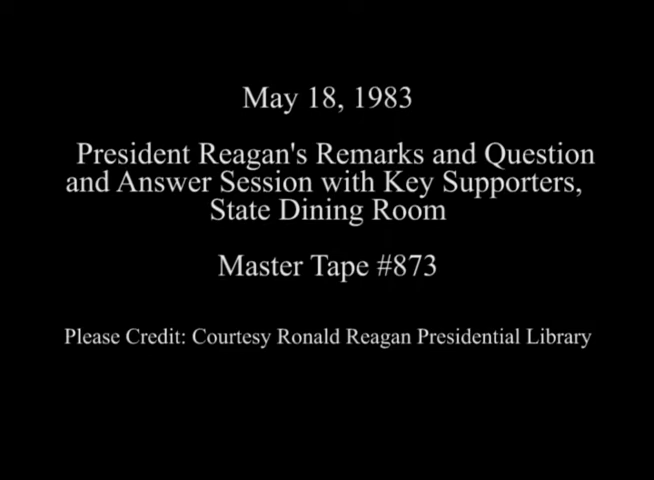 May 18, 1983
President Reagan's Remarks and Question
and Answer Session with Key Supporters,
State Dining Room
Master Tape #873
Please Credit: Courtesy Ronald Reagan Presidential Library